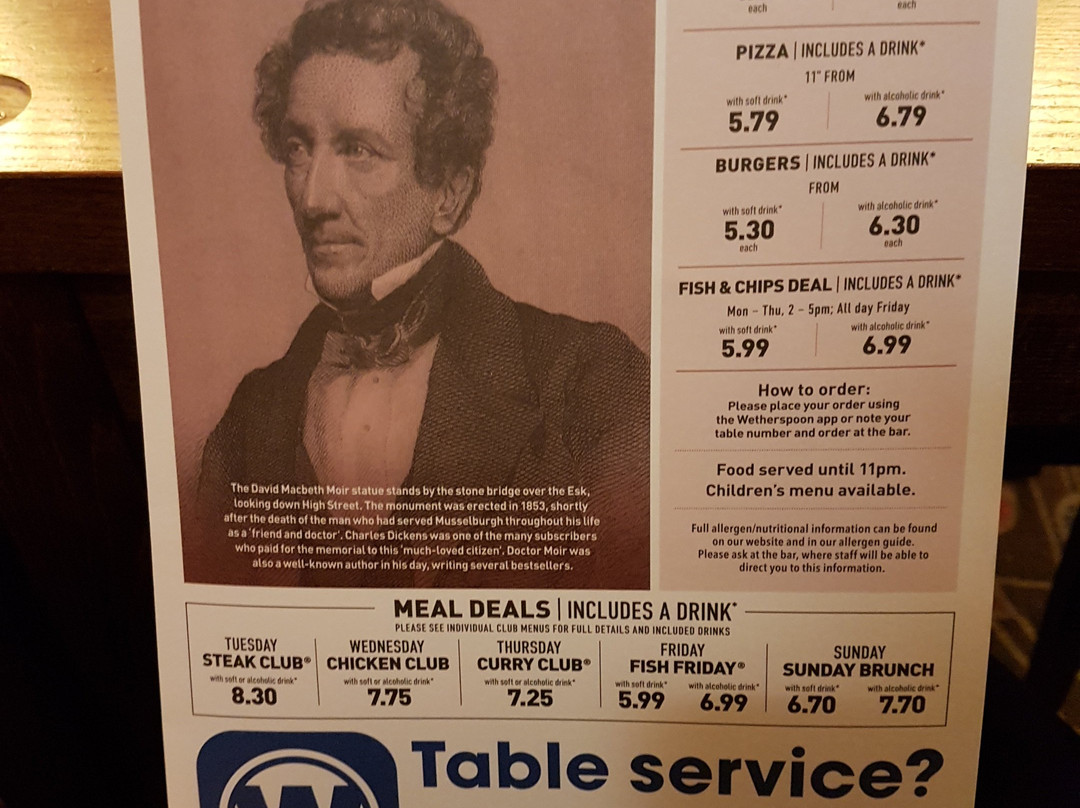 each each
PIZZA | INCLUDES A DRINK*
11" FROM
with soft drink* with alcoholic drink*
5.79 6.79
BURGERS | INCLUDES A DRINK*
FROM
with soft drink* with alcoholic drink*
5.30 6.30
each each
FISH & CHIPS DEAL | INCLUDES A DRINK*
Mon – Thu, 2 – 5pm; All day Friday
with soft drink* with alcoholic drink*
5.99 6.99
How to order:
Please place your order using
the Wetherspoon app or note your
table number and order at the bar.
Food served until 11pm.
Children's menu available.
Full allergen/nutritional information can be found
on our website and in our allergen guide.
Please ask at the bar, where staff will be able to
direct you to this information.
The David Macbeth Moir statue stands by the stone bridge over the Esk,
looking down High Street. The monument was erected in 1853, shortly
after the death of the man who had served Musselburgh throughout his life
as a 'friend and doctor'. Charles Dickens was one of the many subscribers
who paid for the memorial to this 'much-loved citizen'. Doctor Moir was
also a well-known author in his day, writing several bestsellers.
MEAL DEALS | INCLUDES A DRINK*
PLEASE SEE INDIVIDUAL CLUB MENUS FOR FULL DETAILS AND INCLUDED DRINKS
TUESDAY
STEAK CLUB®
with soft or alcoholic drink*
8.30
WEDNESDAY
CHICKEN CLUB
with soft or alcoholic drink*
7.75
THURSDAY
CURRY CLUB®
with soft or alcoholic drink*
7.25
FRIDAY
FISH FRIDAY®
with soft drink* with alcoholic drink*
5.99 6.99
SUNDAY
SUNDAY BRUNCH
with soft drink* with alcoholic drink*
6.70 7.70
W
Table service?